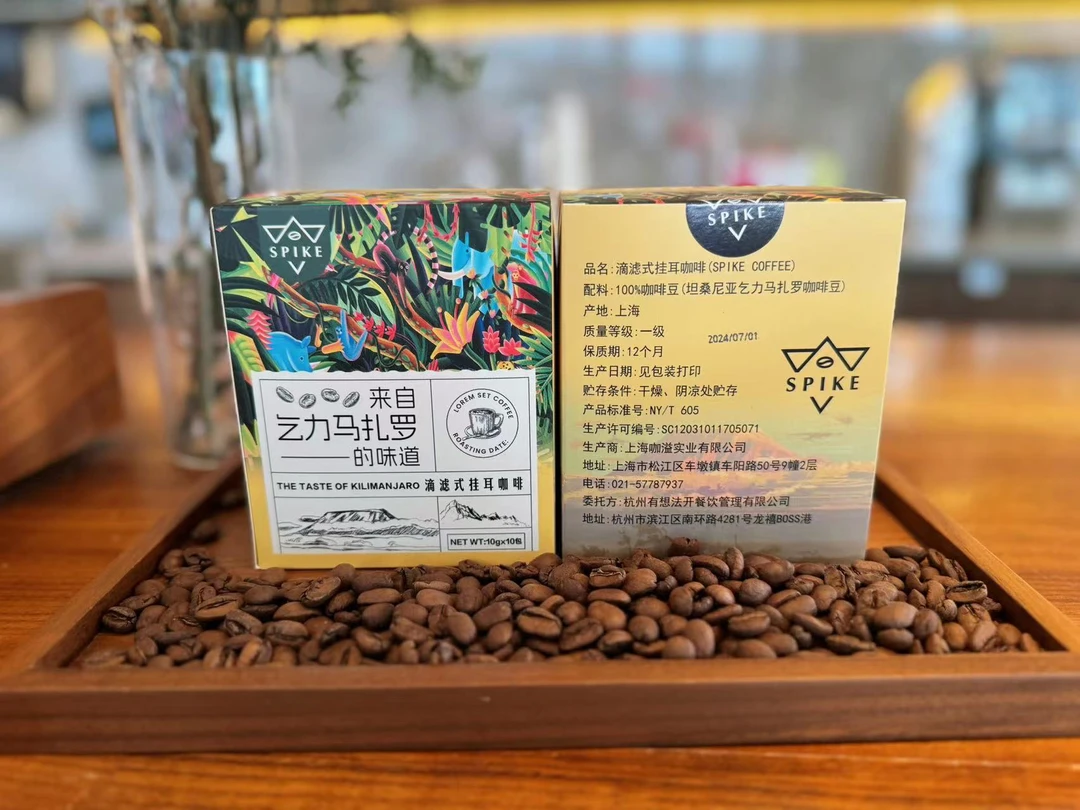 SPIKE
来自
乞力马扎罗
的味道
LOREM SET COFFEE
ROASTING DATE:
THE TASTE OF KILIMANJARO 滴滤式挂耳咖啡
NET WT:10g×10包
SPIKE
品名:滴滤式挂耳咖啡(SPIKE COFFEE)
配料:100%咖啡豆(坦桑尼亚乞力马扎罗咖啡豆)
产地:上海
质量等级:一级
2024/07/01
保质期:12个月
生产日期:见包装打印
贮存条件:干燥、阴凉处贮存
产品标准号:NY/T 605
生产许可编号:SC12031011705071
生产商:上海咖溢实业有限公司
地址:上海市松江区车墩镇车阳路50号9幢2层
电话:021-57787937
委托方:杭州有想法开餐饮管理有限公司
地址:杭州市滨江区南环路4281号龙禧BOSS港
SPIKE